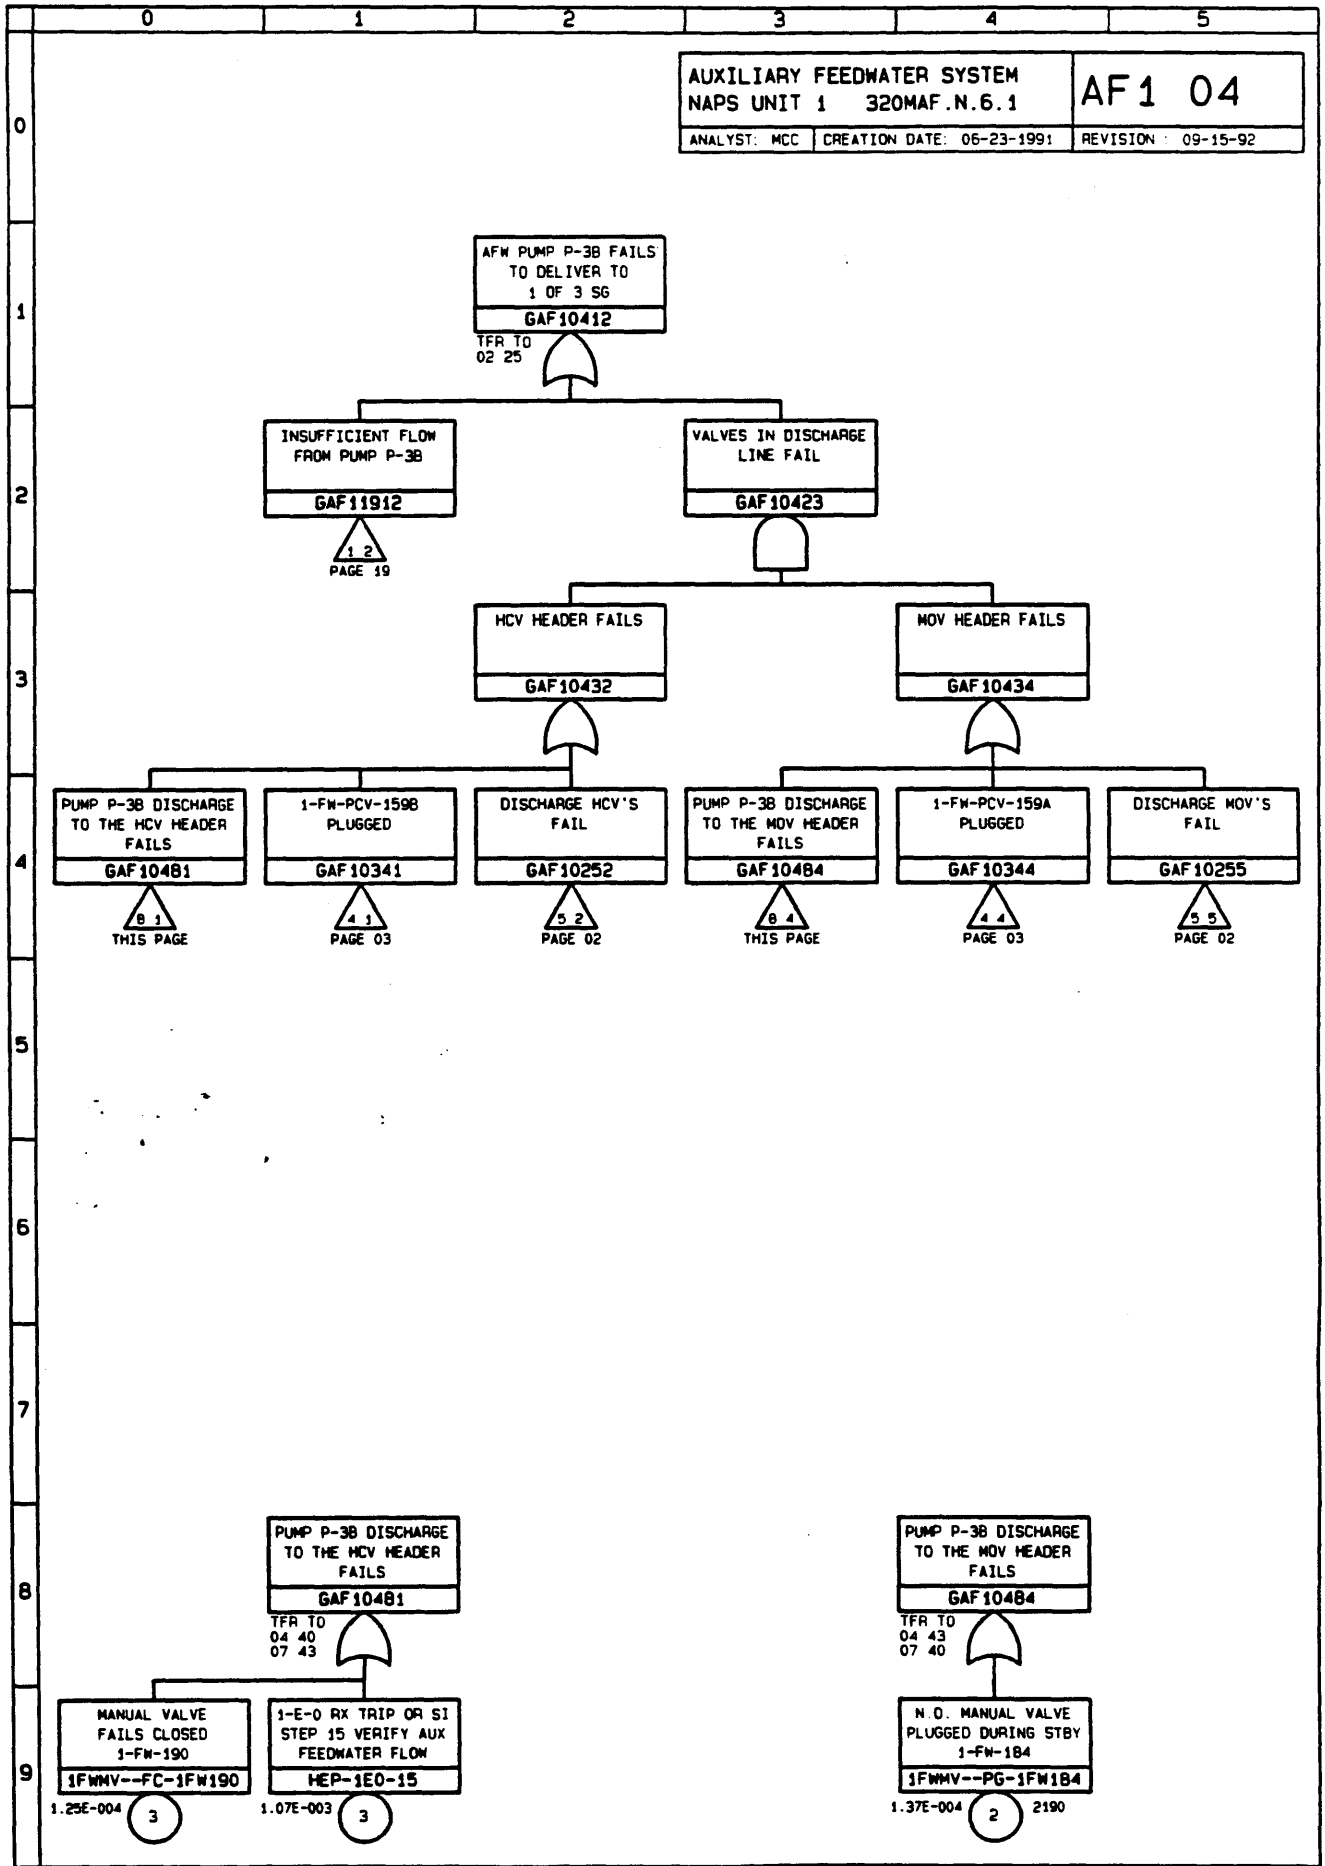 0 1 2 3 4 5
AUXILIARY FEEDWATER SYSTEM
NAPS UNIT 1 320MAF.N.6.1
AF1 04
ANALYST: MCC CREATION DATE: 06-23-1991 REVISION : 09-15-92
0
AFW PUMP P-3B FAILS
TO DELIVER TO
1 OF 3 SG
GAF10412
TFR TO
02 25
1
INSUFFICIENT FLOW
FROM PUMP P-3B
GAF11912
1 2
PAGE 19
VALVES IN DISCHARGE
LINE FAIL
GAF10423
2
HCV HEADER FAILS
GAF10432
MOV HEADER FAILS
GAF10434
3
PUMP P-3B DISCHARGE
TO THE HCV HEADER
FAILS
GAF10481
8 1
THIS PAGE
1-FW-PCV-159B
PLUGGED
GAF10341
4 1
PAGE 03
DISCHARGE HCV'S
FAIL
GAF10252
5 2
PAGE 02
PUMP P-3B DISCHARGE
TO THE MOV HEADER
FAILS
GAF10484
8 4
THIS PAGE
1-FW-PCV-159A
PLUGGED
GAF10344
4 4
PAGE 03
DISCHARGE MOV'S
FAIL
GAF10255
5 5
PAGE 02
4
5
6
7
PUMP P-3B DISCHARGE
TO THE HCV HEADER
FAILS
GAF10481
TFR TO
04 40
07 43
PUMP P-3B DISCHARGE
TO THE MOV HEADER
FAILS
GAF10484
TFR TO
04 43
07 40
8
MANUAL VALVE
FAILS CLOSED
1-FW-190
1FWMV--FC-1FW190
1.25E-004 3
1-E-0 RX TRIP OR SI
STEP 15 VERIFY AUX
FEEDWATER FLOW
HEP-1E0-15
1.07E-003 3
N.O. MANUAL VALVE
PLUGGED DURING STBY
1-FW-184
1FWMV--PG-1FW184
1.37E-004 2 2190
9